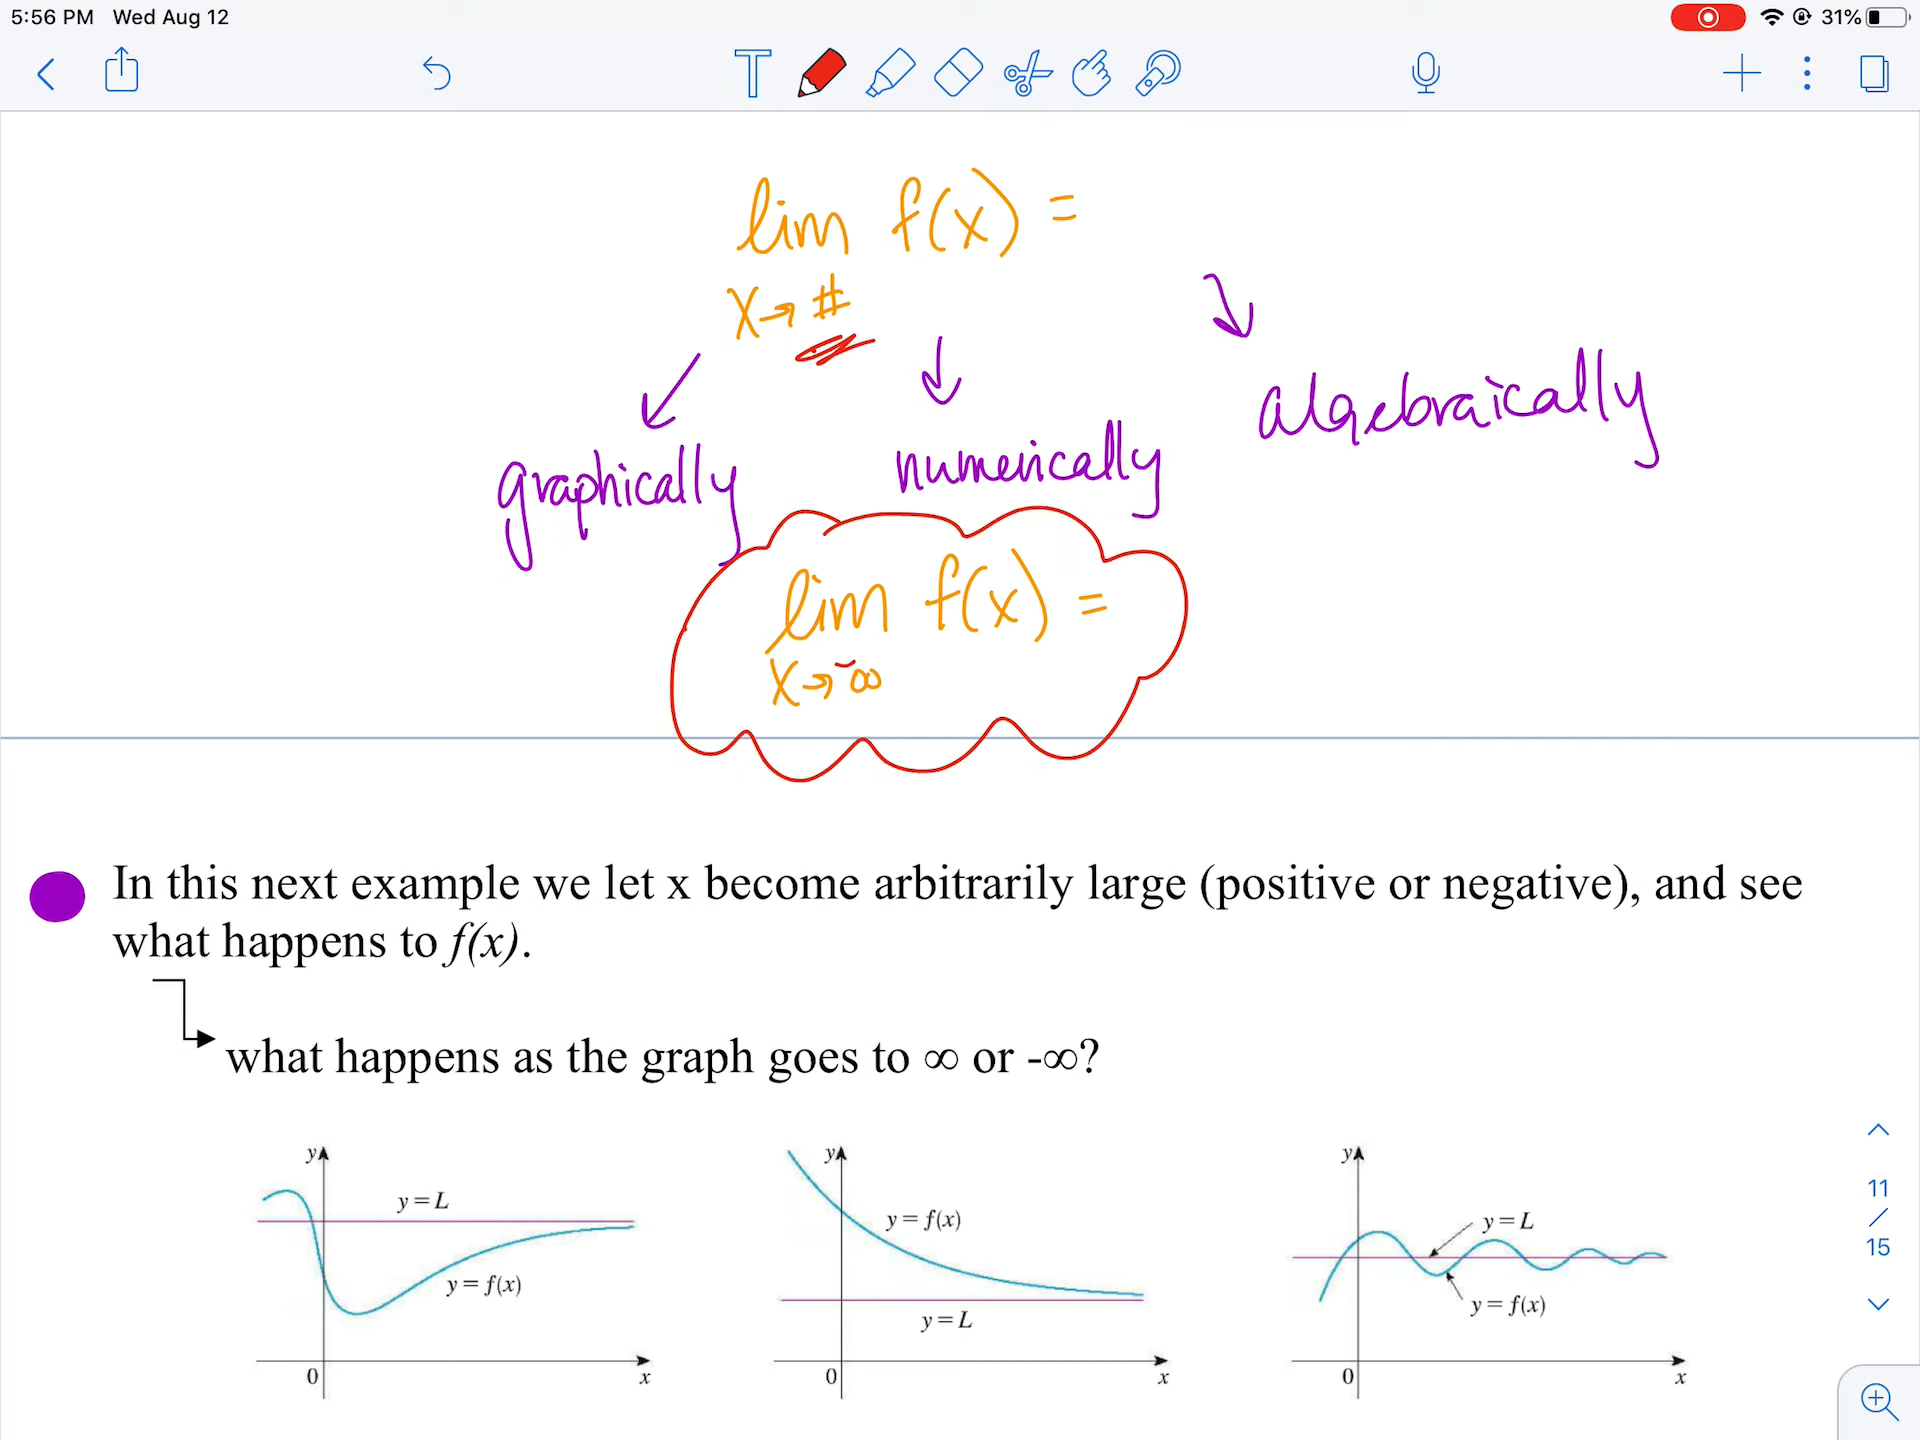 5:56 PM Wed Aug 12
31%
T
lim f(x) =
x→ #
graphically
numerically
algebraically
lim f(x) =
x→ -∞
In this next example we let x become arbitrarily large (positive or negative), and see
what happens to f(x).
what happens as the graph goes to ∞ or -∞?
y
y = L
y = f(x)
0
x
y
y = f(x)
y = L
0
x
y
y = L
y = f(x)
0
x
11
/
15